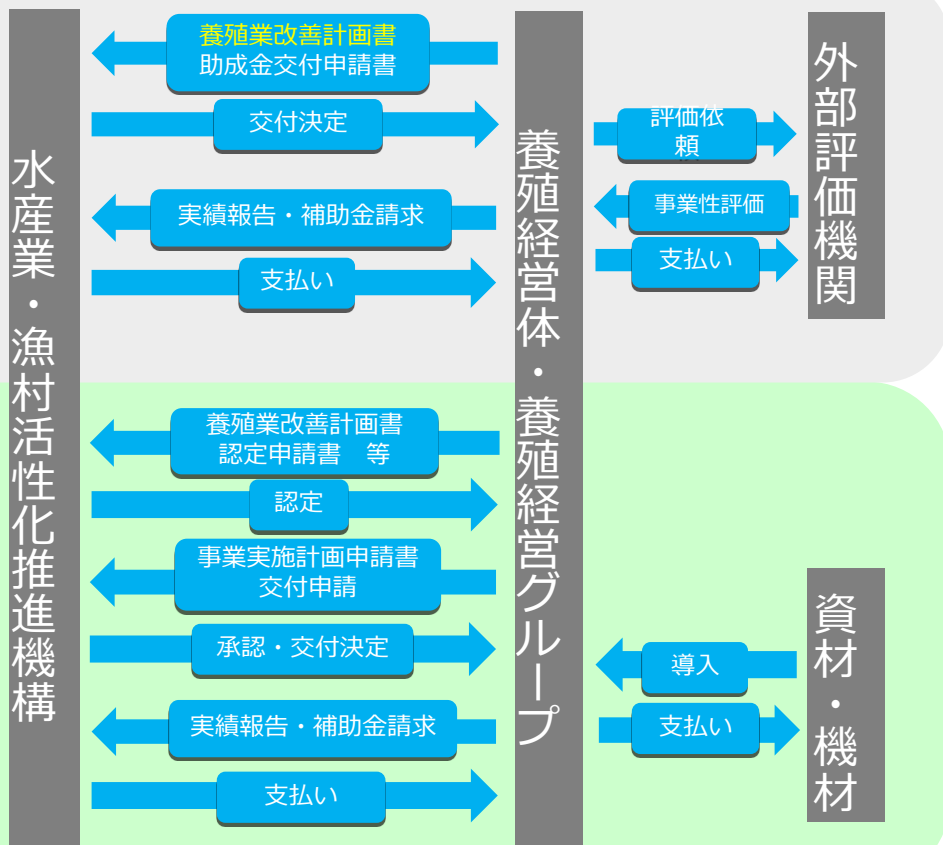 水産業・漁村活性化推進機構
養殖業改善計画書
助成金交付申請書
交付決定
実績報告・補助金請求
支払い
養殖経営体・養殖経営グループ
評価依
頼
事業性評価
支払い
外部評価機関
養殖業改善計画書
認定申請書　等
認定
事業実施計画申請書
交付申請
承認・交付決定
実績報告・補助金請求
支払い
導入
支払い
資材・機材